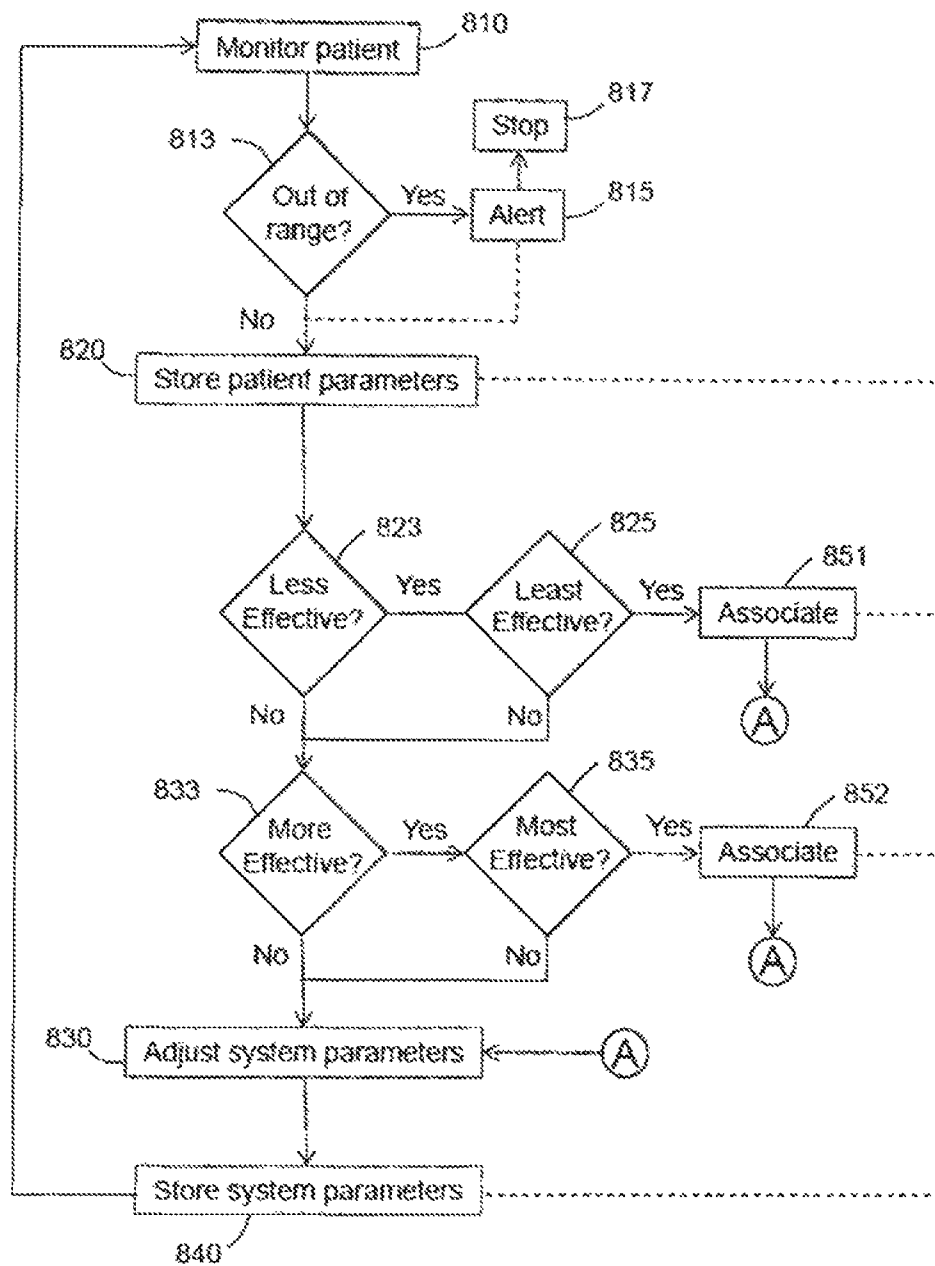 810
Monitor patient
817
Stop
813
Out of
range?
Yes
Alert
815
No
820
Store patient parameters
823
Less
Effective?
Yes
825
Least
Effective?
Yes
851
Associate
No
No
A
833
More
Effective?
Yes
835
Most
Effective?
Yes
852
Associate
No
No
A
830
Adjust system parameters
A
Store system parameters
840